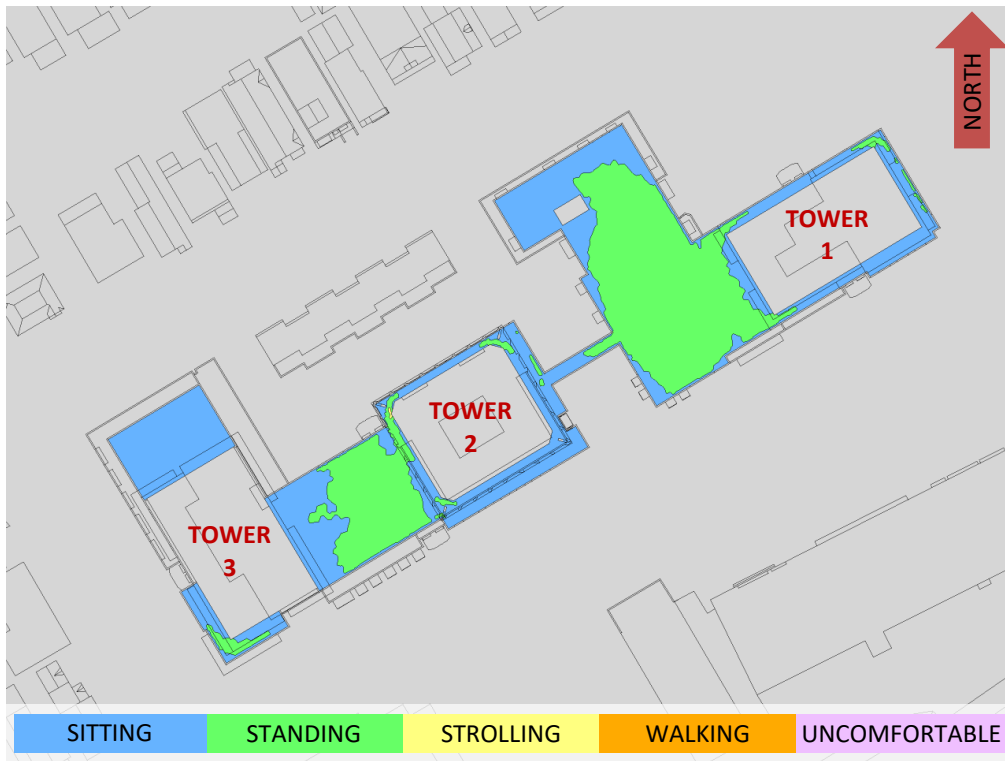 NORTH
TOWER
1
TOWER
2
TOWER
3
SITTING
STANDING
STROLLING
WALKING
UNCOMFORTABLE